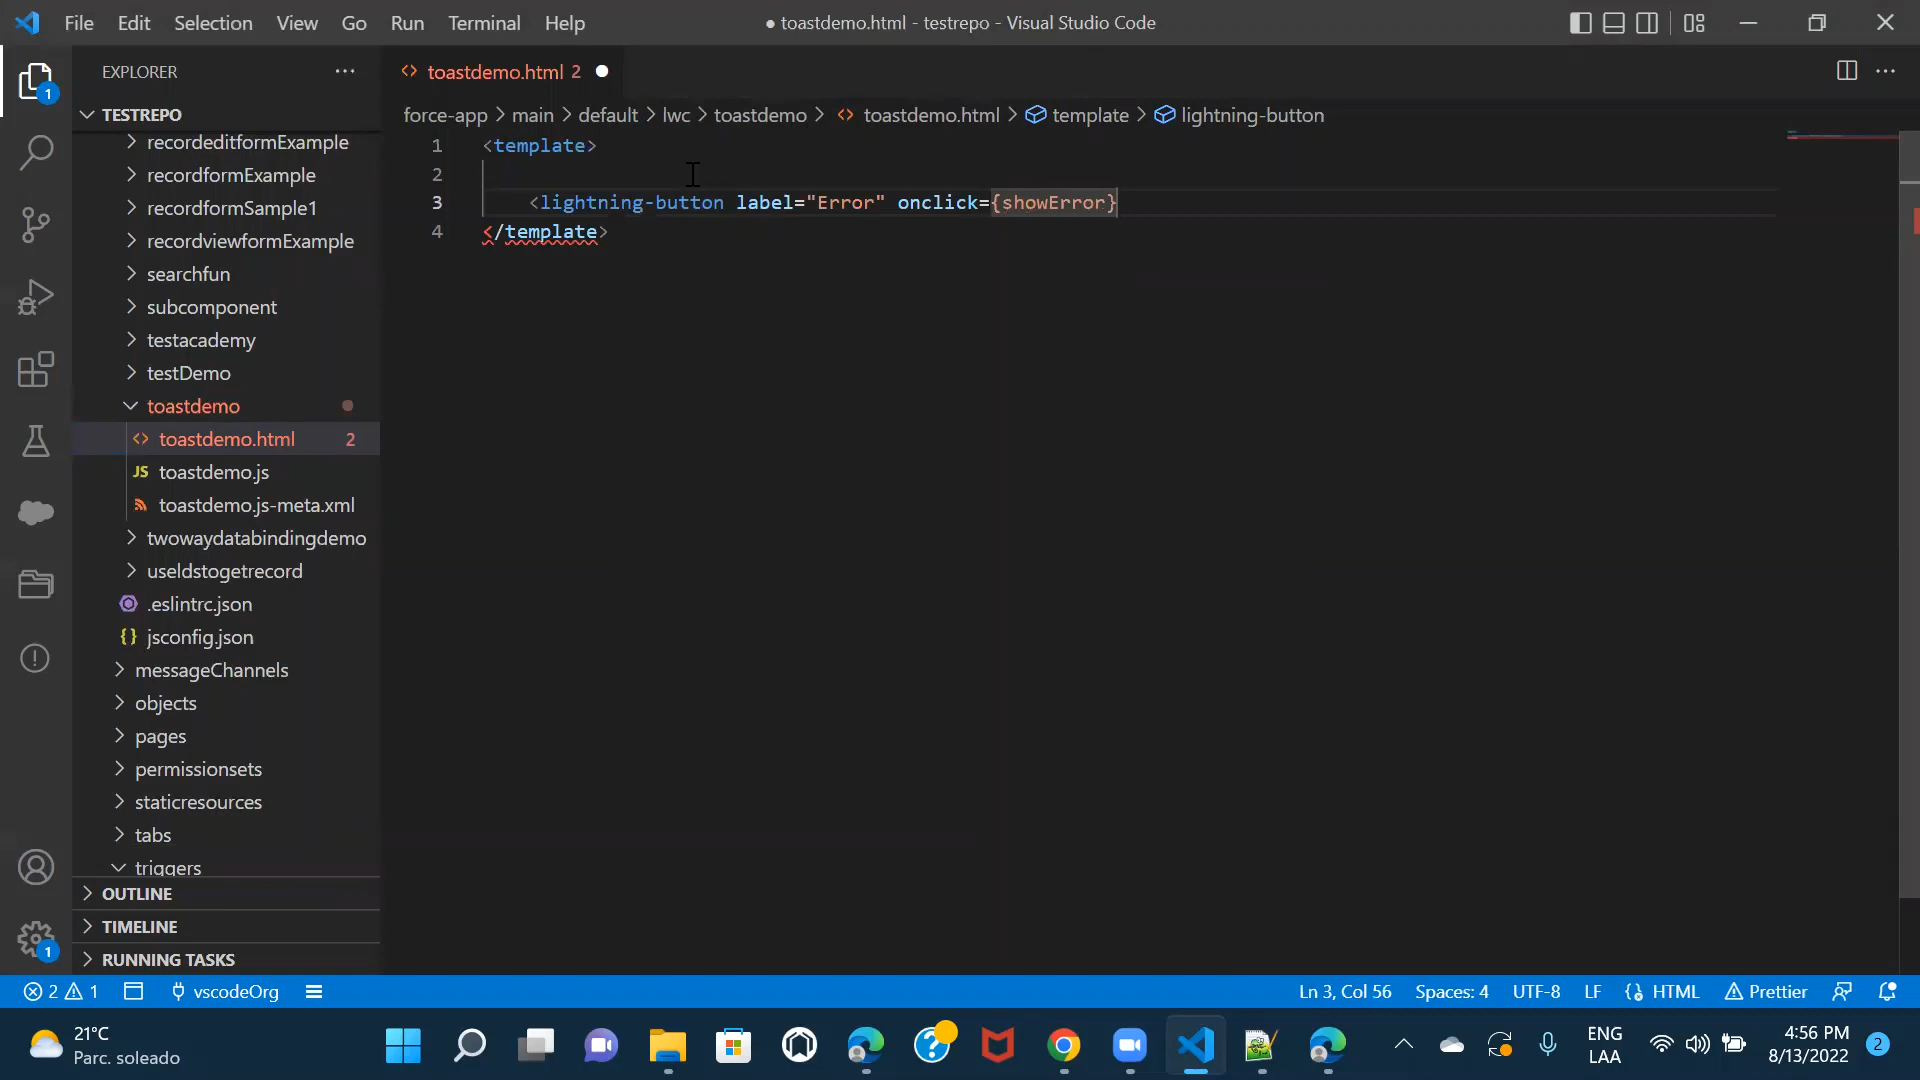 File Edit Selection View Go Run Terminal Help
● toastdemo.html - testrepo - Visual Studio Code
EXPLORER
TESTREPO
recordeditformExample
recordformExample
recordformSample1
recordviewformExample
searchfun
subcomponent
testacademy
testDemo
toastdemo
toastdemo.html 2
toastdemo.js
toastdemo.js-meta.xml
twowaydatabindingdemo
useldstogetrecord
.eslintrc.json
jsconfig.json
messageChannels
objects
pages
permissionsets
staticresources
tabs
triggers
OUTLINE
TIMELINE
RUNNING TASKS
toastdemo.html 2
force-app > main > default > lwc > toastdemo > toastdemo.html > template > lightning-button
1 <template>
2
3 <lightning-button label="Error" onclick={showError}
4 </template>
1
1
2 1 vscodeOrg
Ln 3, Col 56 Spaces: 4 UTF-8 LF HTML Prettier
21°C
Parc. soleado
ENG
LAA
4:56 PM
8/13/2022
2